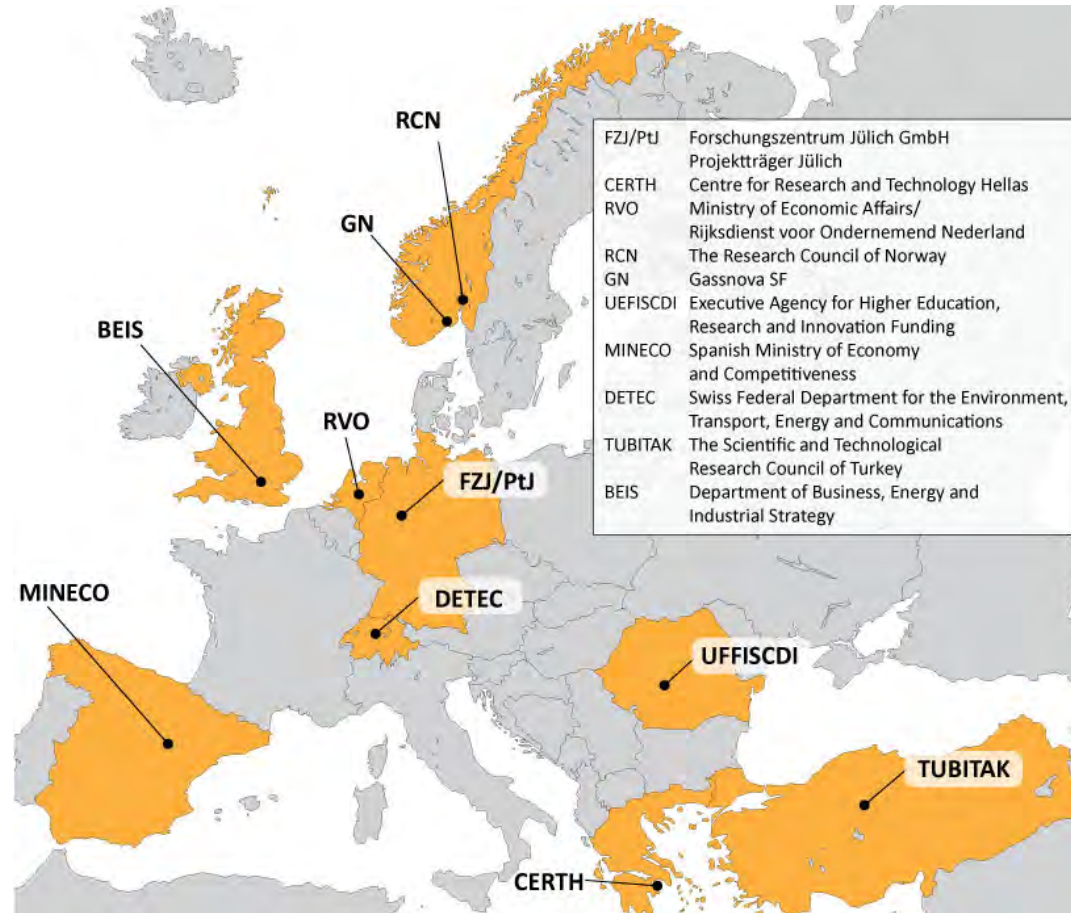 RCN
GN
BEIS
RVO
FZJ/PtJ
MINECO
DETEC
UFFISCDI
TUBITAK
CERTH
FZJ/PtJ Forschungszentrum Jülich GmbH
Projektträger Jülich
CERTH Centre for Research and Technology Hellas
RVO Ministry of Economic Affairs/
Rijksdienst voor Ondernemend Nederland
RCN The Research Council of Norway
GN Gassnova SF
UEFISCDI Executive Agency for Higher Education,
Research and Innovation Funding
MINECO Spanish Ministry of Economy
and Competitiveness
DETEC Swiss Federal Department for the Environment,
Transport, Energy and Communications
TUBITAK The Scientific and Technological
Research Council of Turkey
BEIS Department of Business, Energy and
Industrial Strategy